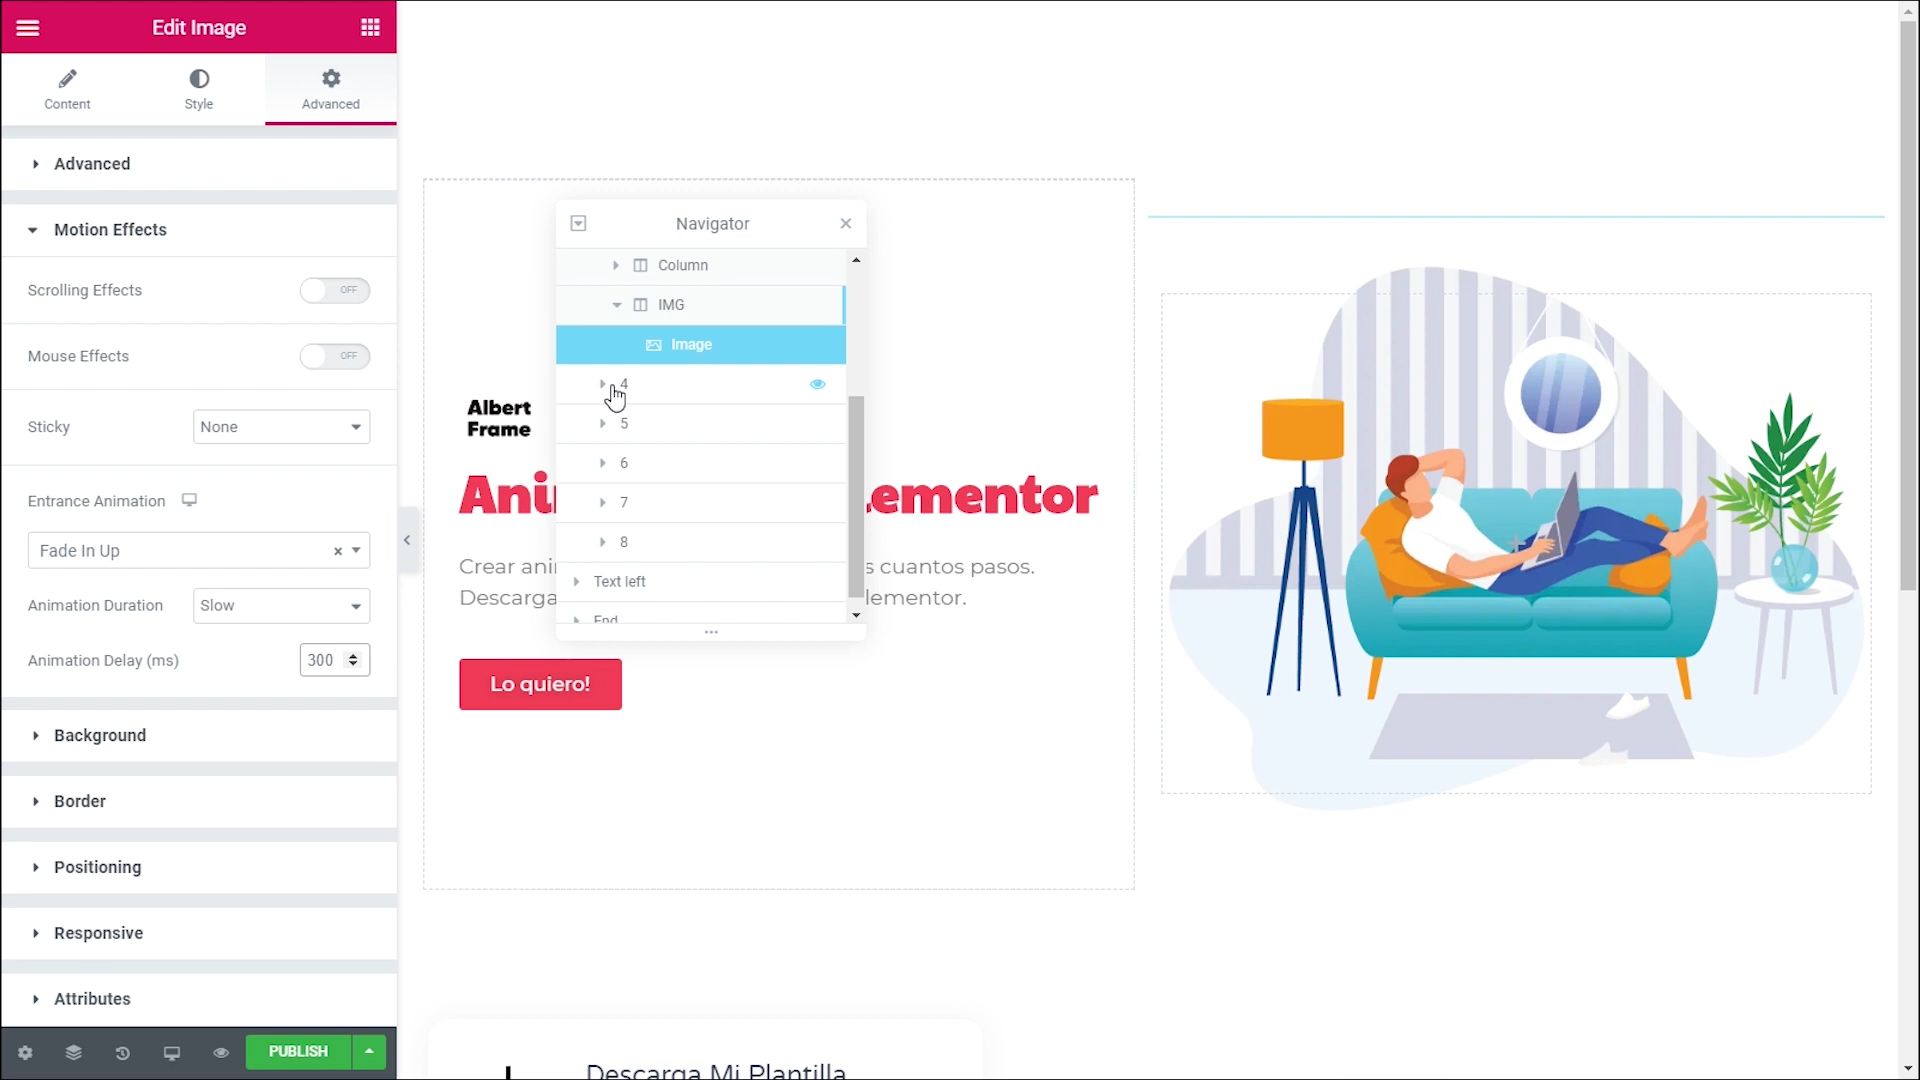 Edit Image
Content
Style
Advanced
Advanced
Motion Effects
Scrolling Effects
OFF
Mouse Effects
OFF
Sticky
None
Entrance Animation
Fade In Up
Animation Duration
Slow
Animation Delay (ms)
300
Background
Border
Positioning
Responsive
Attributes
PUBLISH
Navigator
Column
IMG
Image
4
5
6
7
8
Text left
End
Albert
Frame
Ani
lementor
Crear ani
s cuantos pasos.
Descarga
lementor.
Lo quiero!
Descarga Mi Plantilla